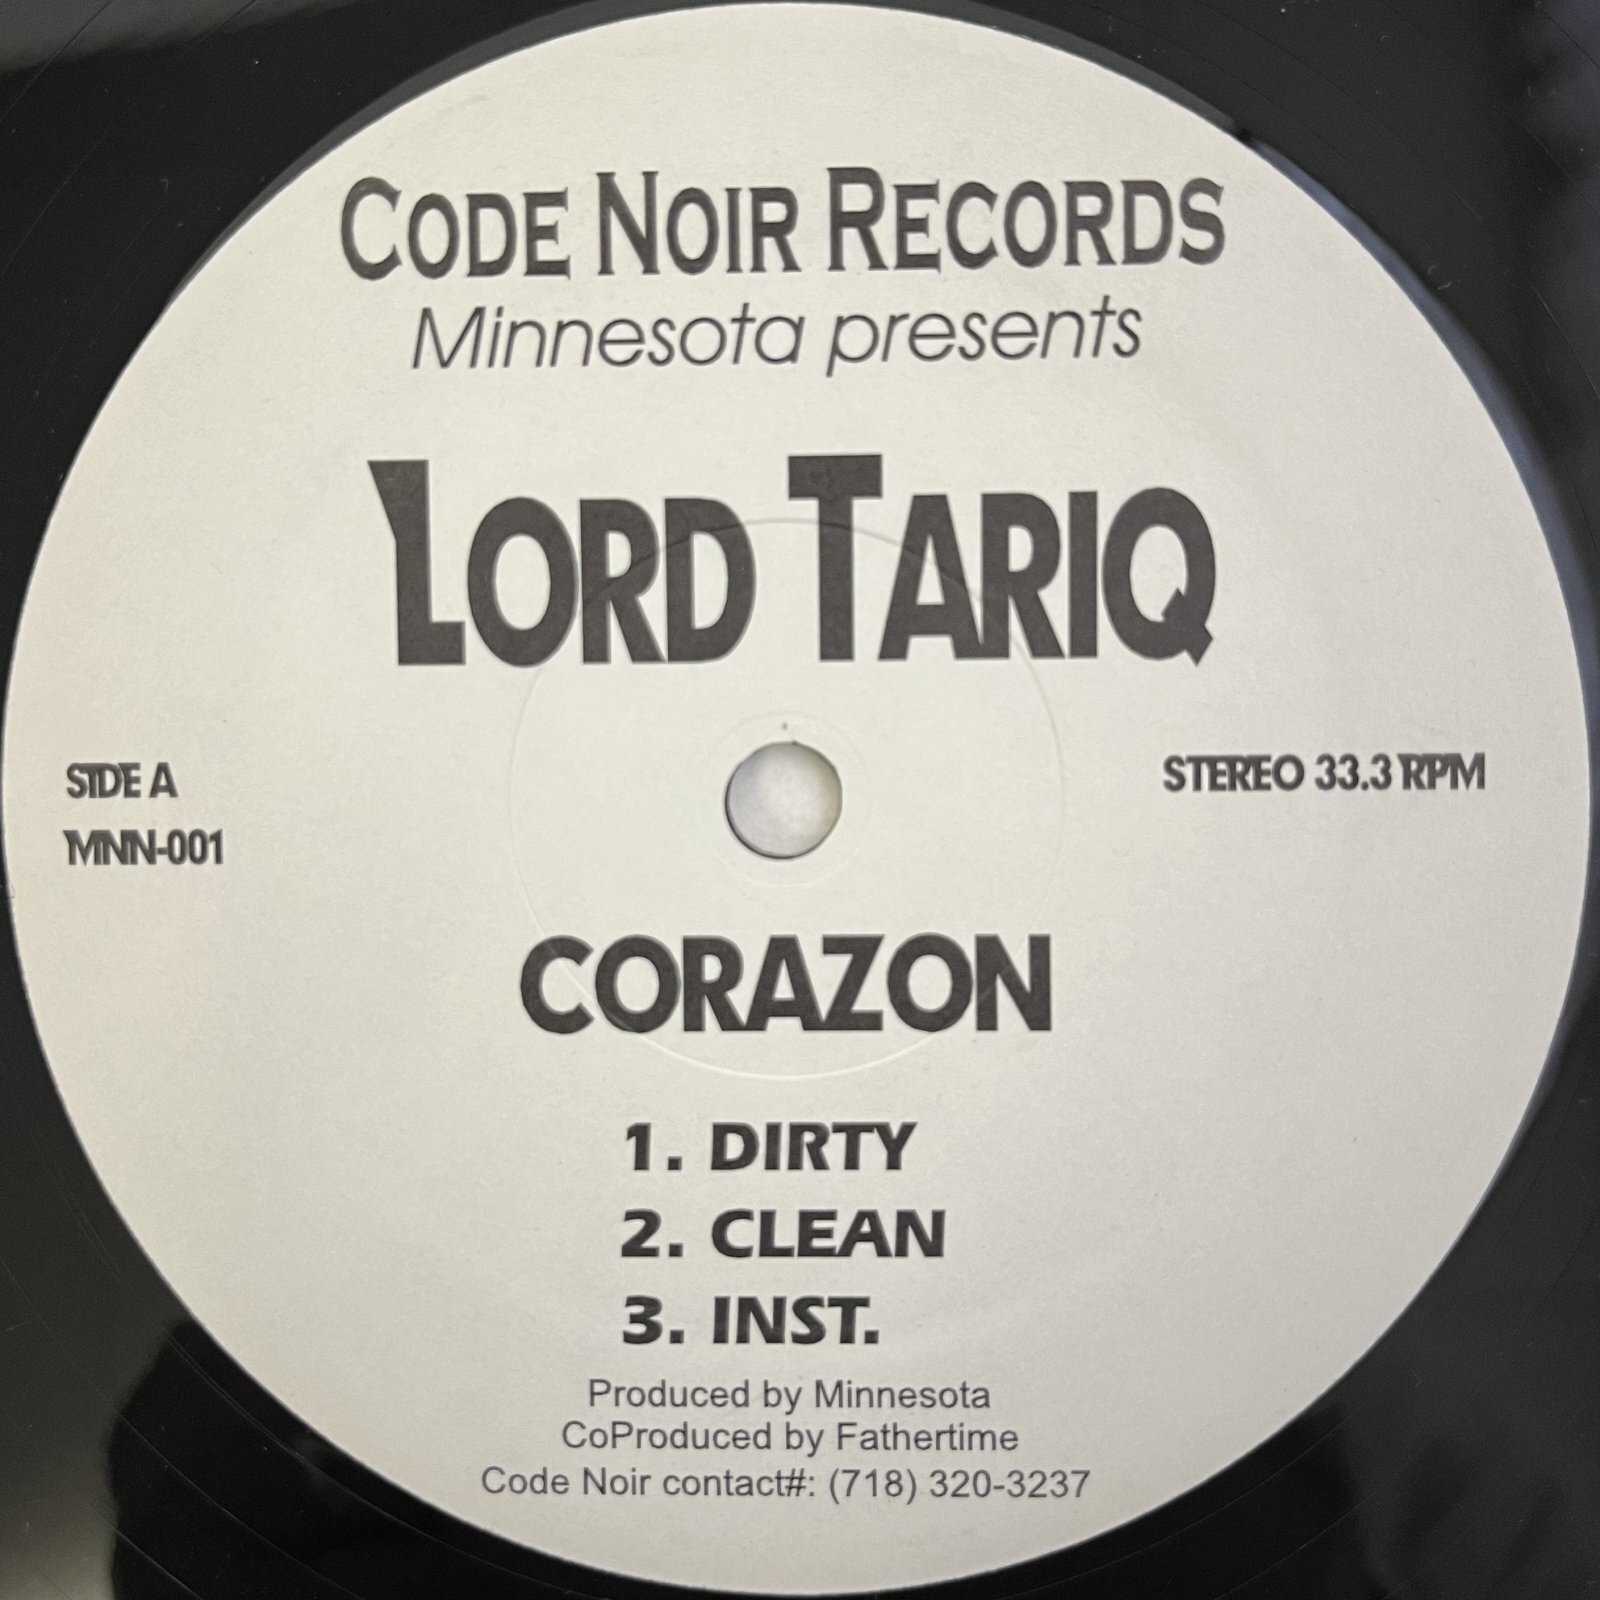 CODE NOIR RECORDS
Minnesota presents
LORD TARIQ
SIDE A
STEREO 33.3 RPM
MNN-001
CORAZON
1. DIRTY
2. CLEAN
3. INST.
Produced by Minnesota
CoProduced by Fathertime
Code Noir contact#: (718) 320-3237